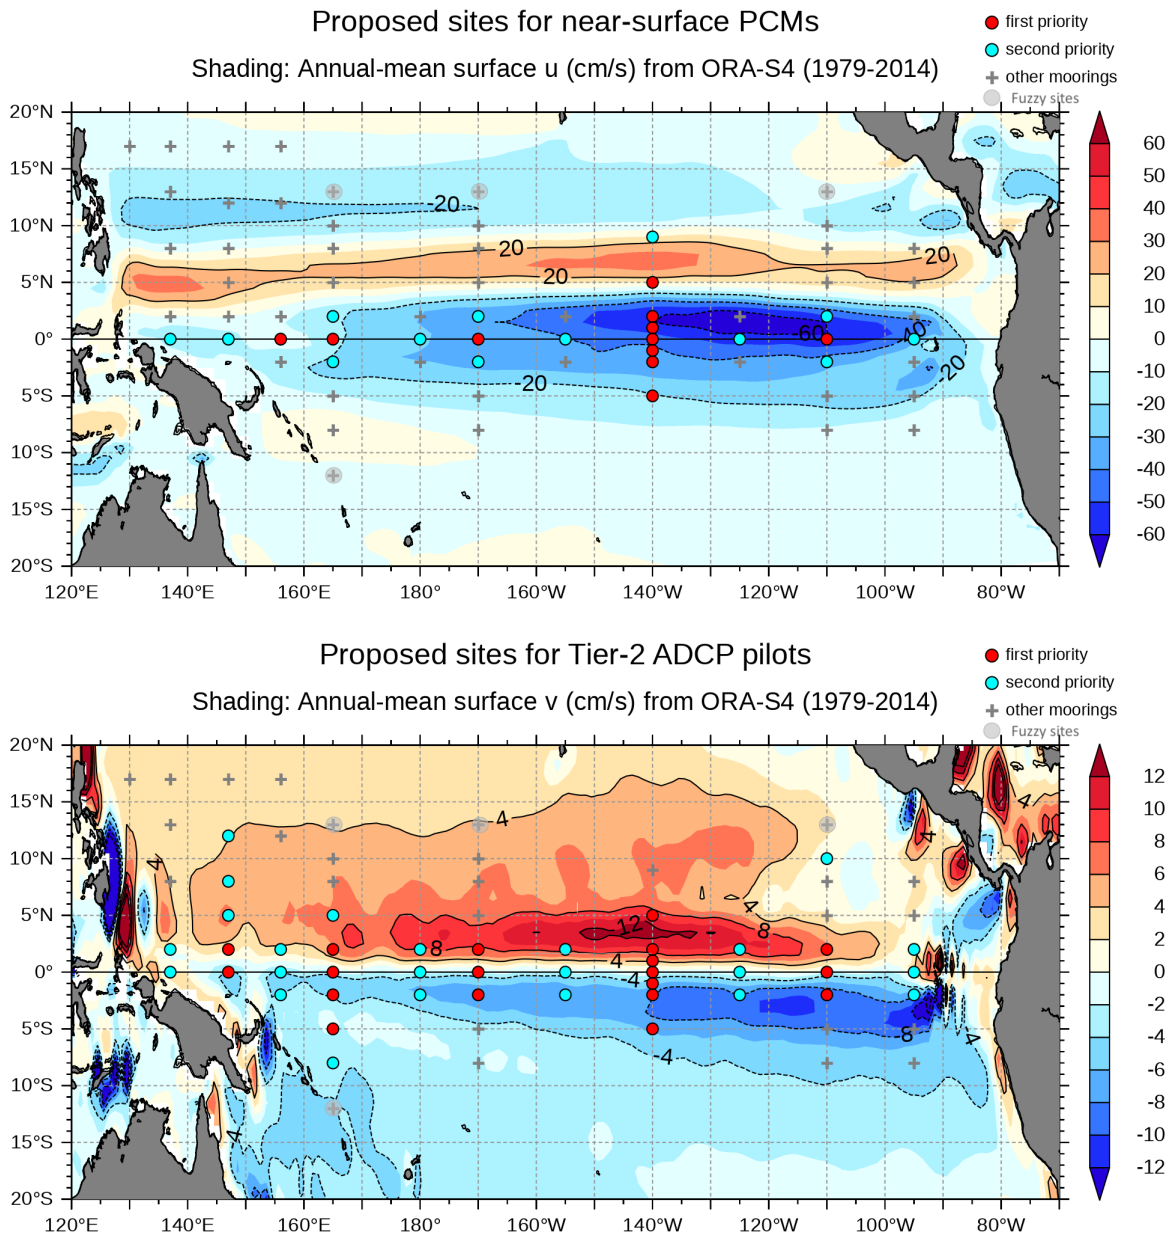 Proposed sites for near-surface PCMs
Shading: Annual-mean surface u (cm/s) from ORA-S4 (1979-2014)
first priority
second priority
other moorings
Fuzzy sites
20°N
15°N
10°N
5°N
0°
5°S
10°S
15°S
20°S
-20
20
20
-60
-40
-20
-20
60
50
40
30
20
10
0
-10
-20
-30
-40
-50
-60
120°E
140°E
160°E
180°
160°W
140°W
120°W
100°W
80°W
Proposed sites for Tier-2 ADCP pilots
Shading: Annual-mean surface v (cm/s) from ORA-S4 (1979-2014)
first priority
second priority
other moorings
Fuzzy sites
20°N
15°N
10°N
5°N
0°
5°S
10°S
15°S
20°S
4
4
4
4
4
12
8
8
4
-4
-8
-4
-4
-4
12
10
8
6
4
2
0
-2
-4
-6
-8
-10
-12
120°E
140°E
160°E
180°
160°W
140°W
120°W
100°W
80°W